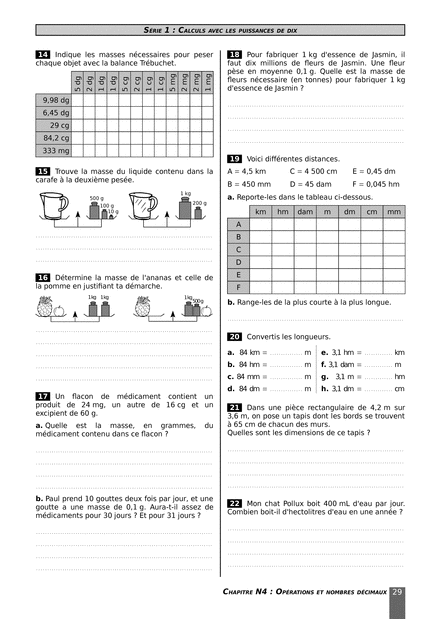 SÉRIE 1 : CALCULS AVEC LES PUISSANCES DE DIX
14 Indique les masses nécessaires pour peser
chaque objet avec la balance Trébuchet.
5 dg 2 dg 1 dg 1 dg 5 cg 2 cg 1 cg 1 cg 5 mg 2 mg 2 mg 1 mg
9,98 dg
6,45 dg
29 cg
84,2 cg
333 mg
15 Trouve la masse du liquide contenu dans la
carafe à la deuxième pesée.
500 g
100 g
10 g
1 kg
200 g
16 Détermine la masse de l'ananas et celle de
la pomme en justifiant ta démarche.
1kg 1kg
1kg 500g
17 Un flacon de médicament contient un
produit de 24 mg, un autre de 16 cg et un
excipient de 60 g.
a. Quelle est la masse, en grammes, du
médicament contenu dans ce flacon ?
b. Paul prend 10 gouttes deux fois par jour, et une
goutte a une masse de 0,1 g. Aura-t-il assez de
médicaments pour 30 jours ? Et pour 31 jours ?
18 Pour fabriquer 1 kg d'essence de Jasmin, il
faut dix millions de fleurs de Jasmin. Une fleur
pèse en moyenne 0,1 g. Quelle est la masse de
fleurs nécessaire (en tonnes) pour fabriquer 1 kg
d'essence de Jasmin ?
19 Voici différentes distances.
A = 4,5 km C = 4 500 cm E = 0,45 dm
B = 450 mm D = 45 dam F = 0,045 hm
a. Reporte-les dans le tableau ci-dessous.
km hm dam m dm cm mm
A
B
C
D
E
F
b. Range-les de la plus courte à la plus longue.
20 Convertis les longueurs.
a. 84 km = .............. m e. 3,1 hm = ............ km
b. 84 hm = .............. m f. 3,1 dam = ............ m
c. 84 mm = .............. m g. 3,1 m = ............ hm
d. 84 dm = .............. m h. 3,1 dm = ............ cm
21 Dans une pièce rectangulaire de 4,2 m sur
3,6 m, on pose un tapis dont les bords se trouvent
à 65 cm de chacun des murs.
Quelles sont les dimensions de ce tapis ?
22 Mon chat Pollux boit 400 mL d'eau par jour.
Combien boit-il d'hectolitres d'eau en une année ?
CHAPITRE N4 : OPÉRATIONS ET NOMBRES DÉCIMAUX 29